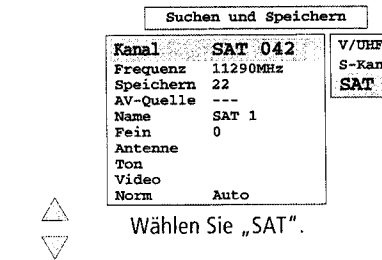 Suchen und Speichern
Kanal SAT 042
Frequenz 11290MHz
Speichern 22
AV-Quelle ---
Name SAT 1
Fein 0
Antenne
Ton
Video
Norm Auto
V/UHF
S-Kan
SAT
Wählen Sie „SAT".